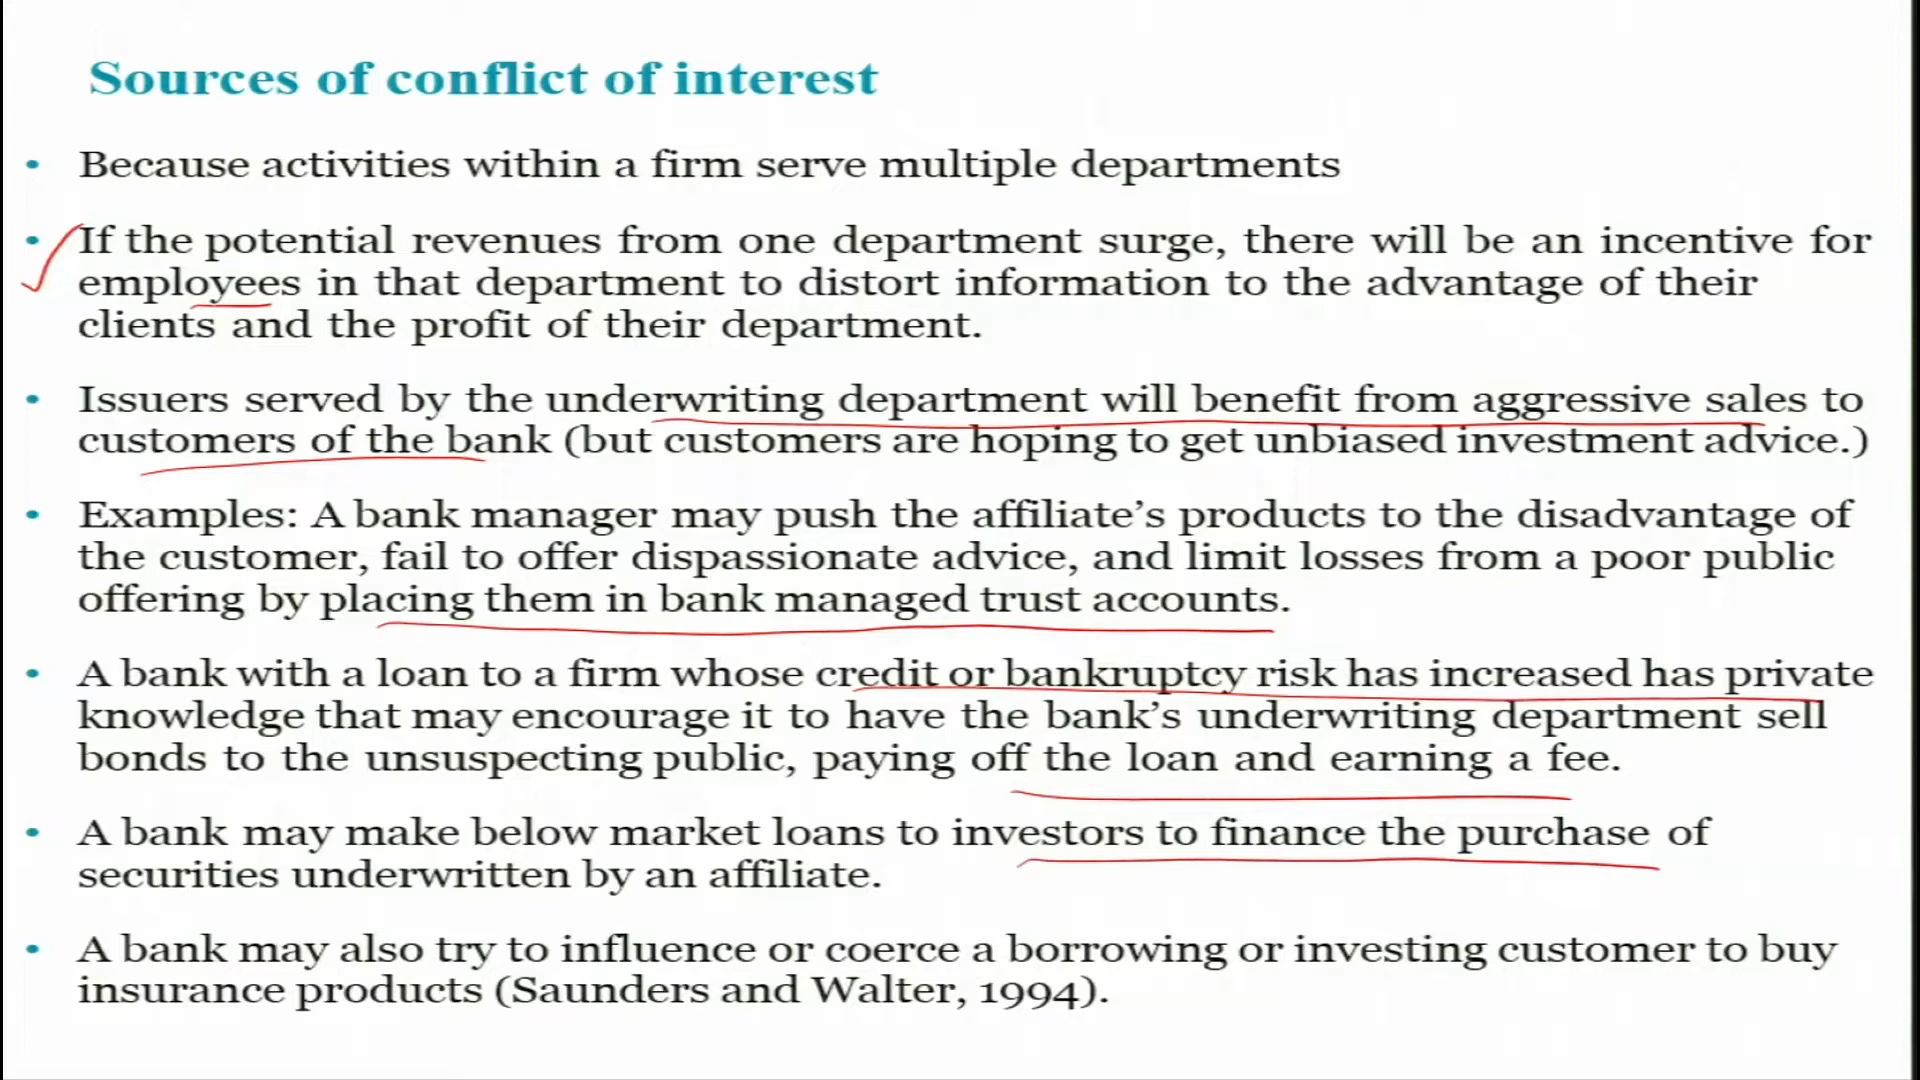 Sources of conflict of interest
• Because activities within a firm serve multiple departments
• If the potential revenues from one department surge, there will be an incentive for
employees in that department to distort information to the advantage of their
clients and the profit of their department.
• Issuers served by the underwriting department will benefit from aggressive sales to
customers of the bank (but customers are hoping to get unbiased investment advice.)
• Examples: A bank manager may push the affiliate’s products to the disadvantage of
the customer, fail to offer dispassionate advice, and limit losses from a poor public
offering by placing them in bank managed trust accounts.
• A bank with a loan to a firm whose credit or bankruptcy risk has increased has private
knowledge that may encourage it to have the bank’s underwriting department sell
bonds to the unsuspecting public, paying off the loan and earning a fee.
• A bank may make below market loans to investors to finance the purchase of
securities underwritten by an affiliate.
• A bank may also try to influence or coerce a borrowing or investing customer to buy
insurance products (Saunders and Walter, 1994).